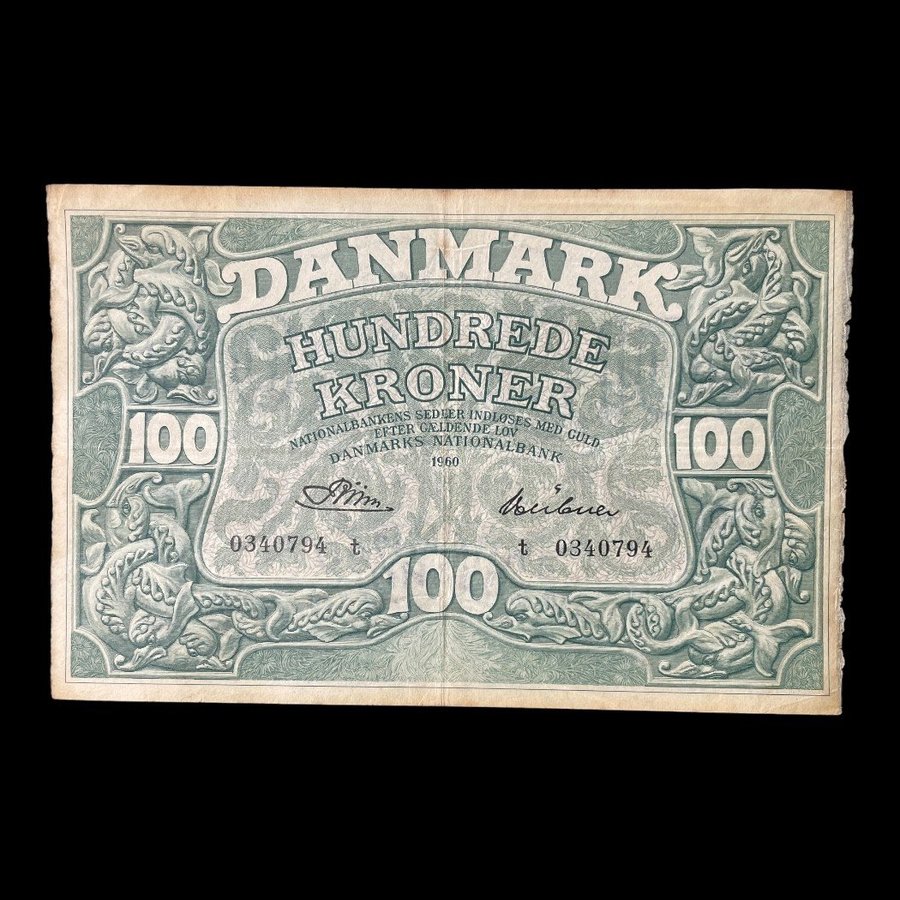 DANMARK
HUNDREDE
KRONER
NATIONALBANKENS SEDLER INDLØSES MED GULD
EFTER GÆLDENDE LOV
DANMARKS NATIONALBANK
1960
100 100
0340794 t t 0340794
100